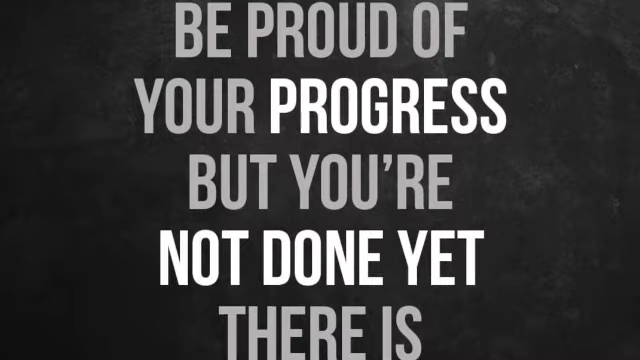 BE PROUD OF
YOUR PROGRESS
BUT YOU'RE
NOT DONE YET
THERE IS